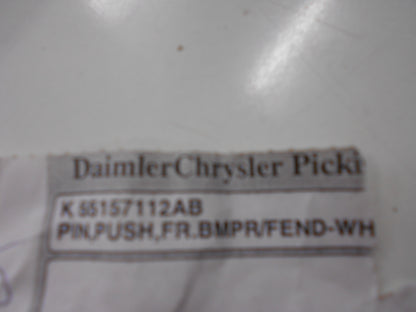 DaimlerChrysler Picki
K 55157112AB
PIN,PUSH,FR.BMPR/FEND-WH